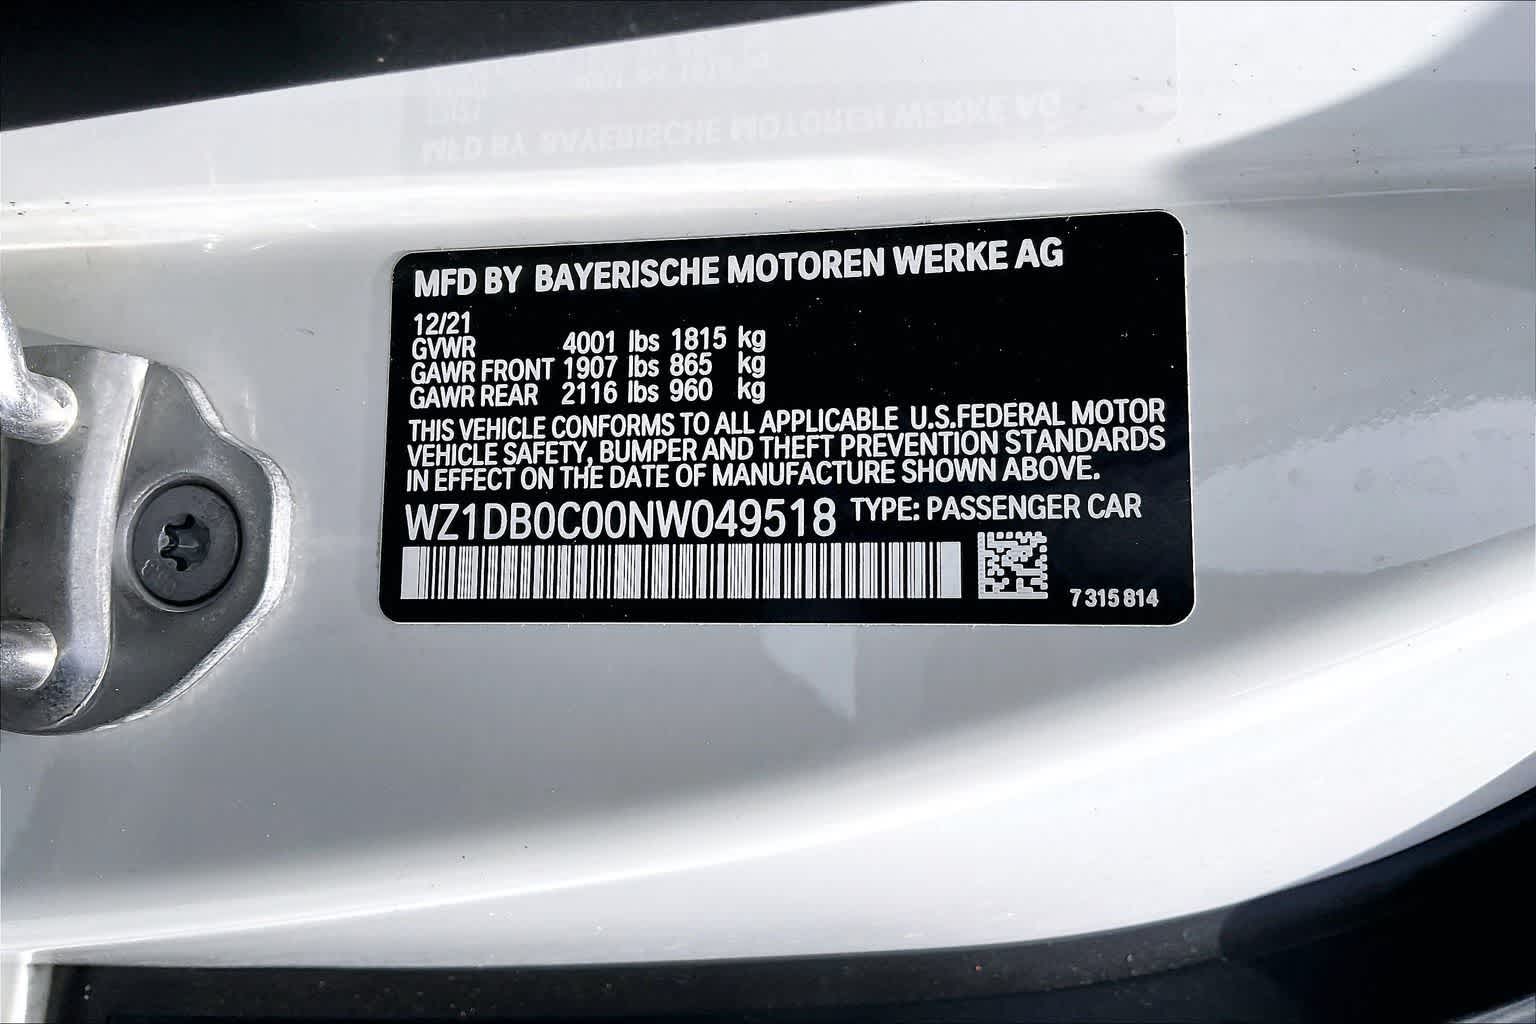 MFD BY BAYERISCHE MOTOREN WERKE AG
12/21
GVWR 4001 lbs 1815 kg
GAWR FRONT 1907 lbs 865 kg
GAWR REAR 2116 lbs 960 kg
THIS VEHICLE CONFORMS TO ALL APPLICABLE U.S.FEDERAL MOTOR
VEHICLE SAFETY, BUMPER AND THEFT PREVENTION STANDARDS
IN EFFECT ON THE DATE OF MANUFACTURE SHOWN ABOVE.
WZ1DB0C00NW049518 TYPE: PASSENGER CAR
7 315 814